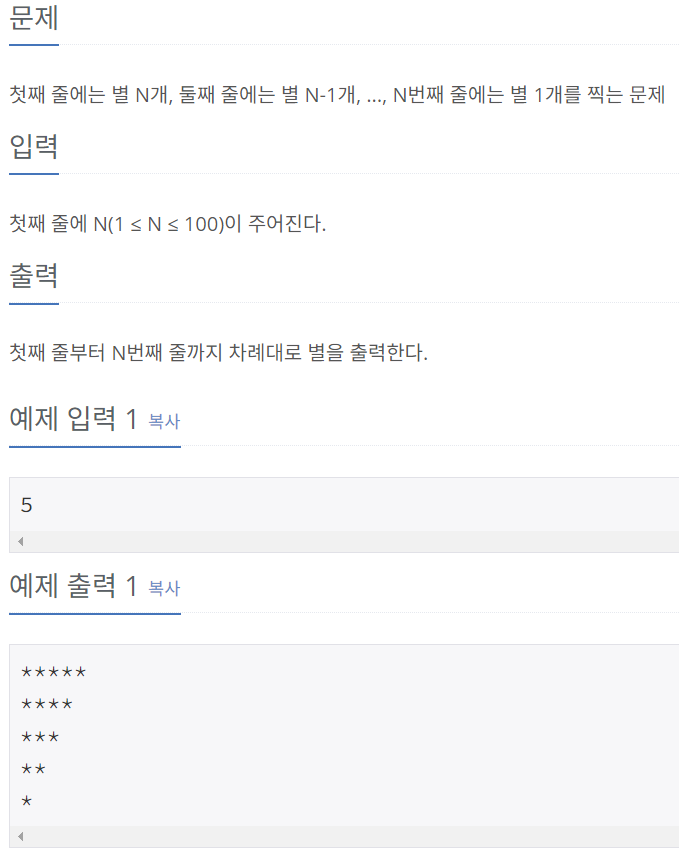 문제
첫째 줄에는 별 N개, 둘째 줄에는 별 N-1개, ..., N번째 줄에는 별 1개를 찍는 문제
입력
첫째 줄에 N(1 ≤ N ≤ 100)이 주어진다.
출력
첫째 줄부터 N번째 줄까지 차례대로 별을 출력한다.
예제 입력 1 복사
5
예제 출력 1 복사
*****
****
***
**
*